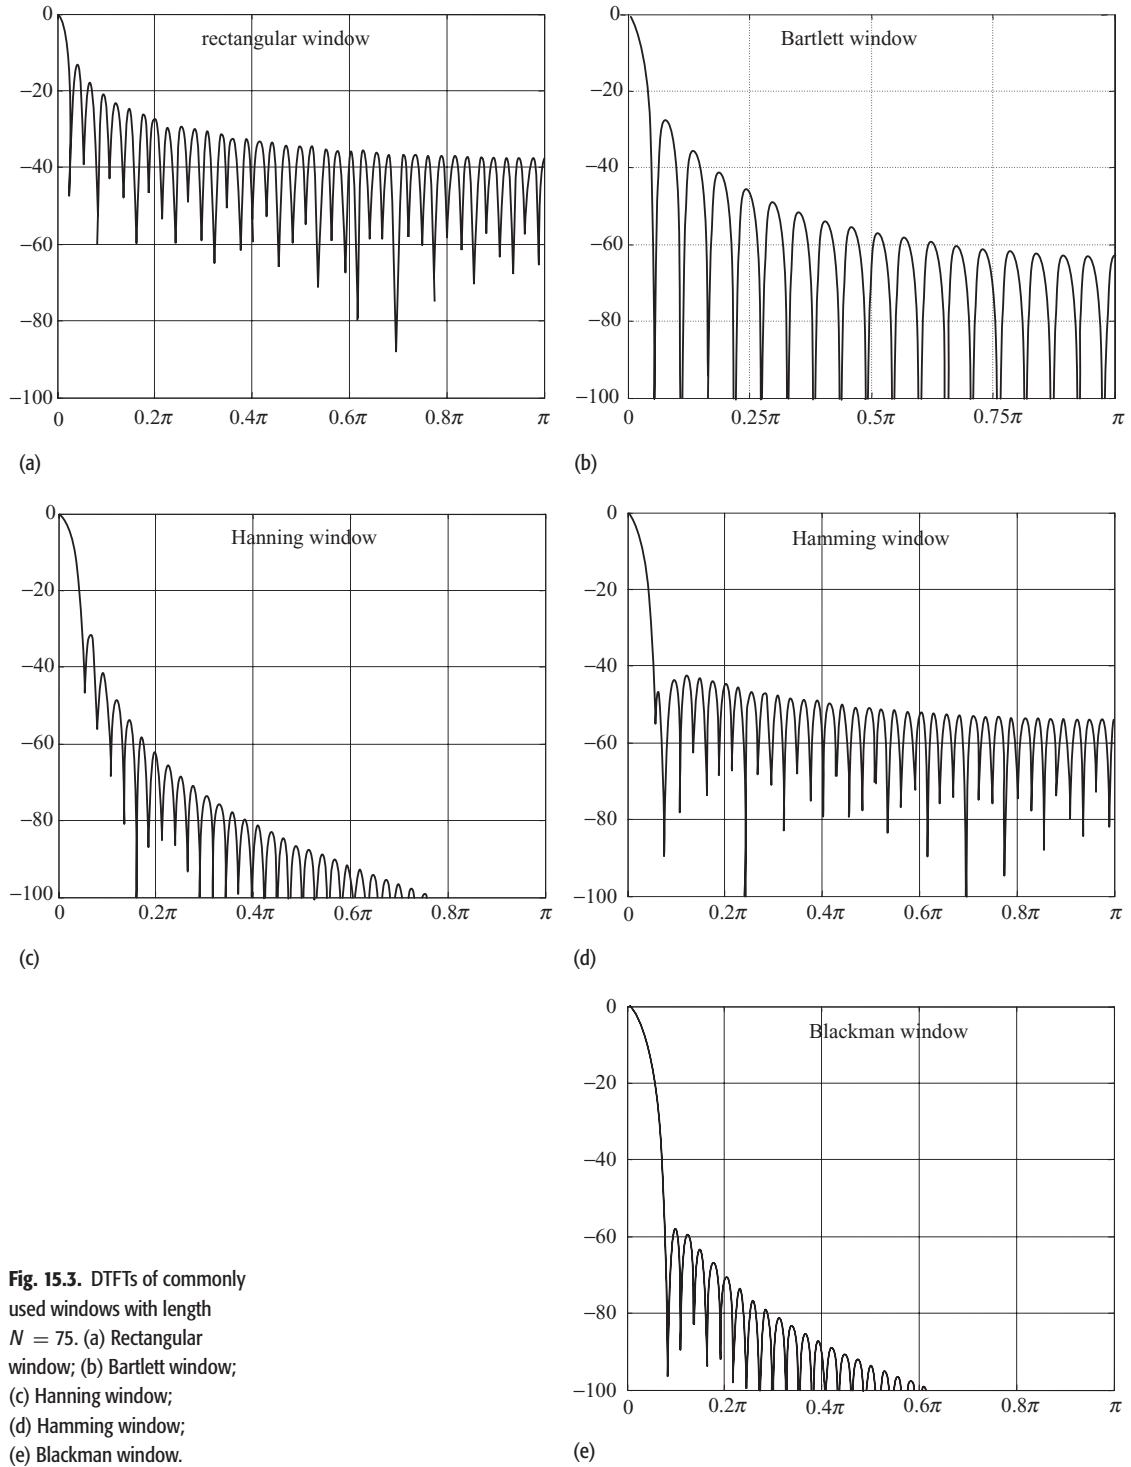 rectangular window
0
−20
−40
−60
−80
−100
0 0.2π 0.4π 0.6π 0.8π π
(a)
Bartlett window
0
−20
−40
−60
−80
−100
0 0.25π 0.5π 0.75π π
(b)
Hanning window
0
−20
−40
−60
−80
−100
0 0.2π 0.4π 0.6π 0.8π π
(c)
Hamming window
0
−20
−40
−60
−80
−100
0 0.2π 0.4π 0.6π 0.8π π
(d)
Blackman window
0
−20
−40
−60
−80
−100
0 0.2π 0.4π 0.6π 0.8π π
(e)
Fig. 15.3. DTFTs of commonly
used windows with length
N = 75. (a) Rectangular
window; (b) Bartlett window;
(c) Hanning window;
(d) Hamming window;
(e) Blackman window.